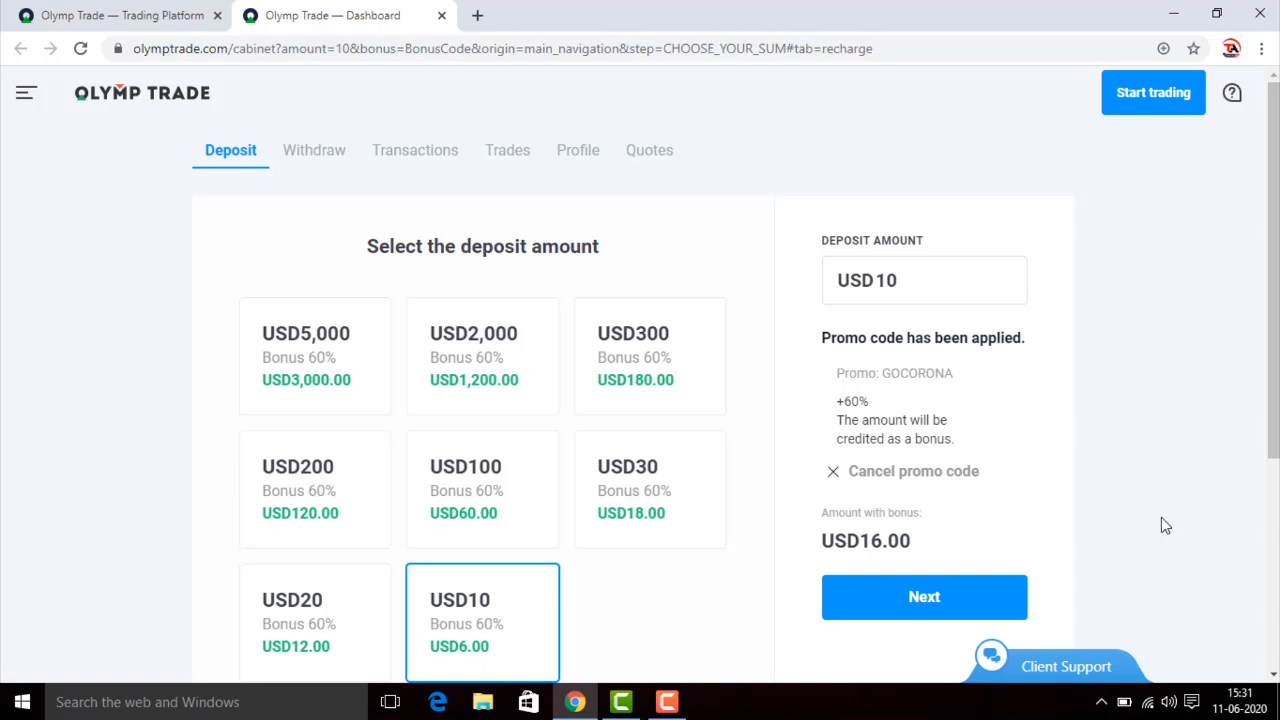 Olymp Trade — Trading Platform
Olymp Trade — Dashboard
olymptrade.com/cabinet?amount=10&bonus=BonusCode&origin=main_navigation&step=CHOOSE_YOUR_SUM#tab=recharge
OLYMP TRADE
Start trading
Deposit Withdraw Transactions Trades Profile Quotes
Select the deposit amount
USD5,000
Bonus 60%
USD3,000.00
USD2,000
Bonus 60%
USD1,200.00
USD300
Bonus 60%
USD180.00
USD200
Bonus 60%
USD120.00
USD100
Bonus 60%
USD60.00
USD30
Bonus 60%
USD18.00
USD20
Bonus 60%
USD12.00
USD10
Bonus 60%
USD6.00
DEPOSIT AMOUNT
USD10
Promo code has been applied.
Promo: GOCORONA
+60%
The amount will be
credited as a bonus.
Cancel promo code
Amount with bonus:
USD16.00
Next
Client Support
Search the web and Windows
15:31
11-06-2020